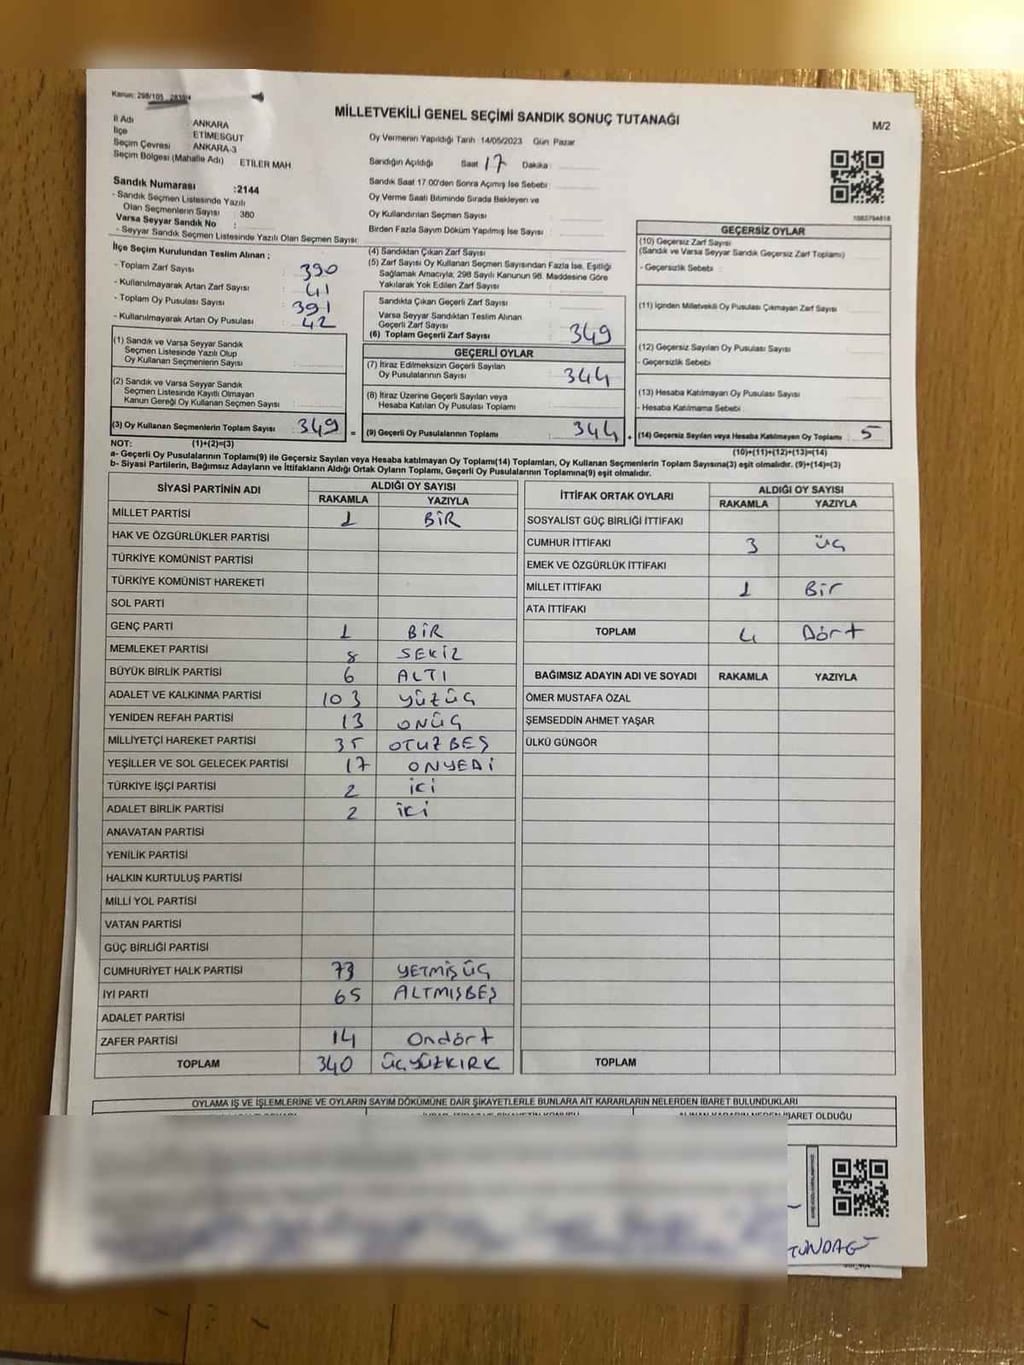 Kanun: 298/105
MİLLETVEKİLİ GENEL SEÇİMİ SANDIK SONUÇ TUTANAĞI
M/2
İl Adı ANKARA
İlçe ETİMESGUT
Seçim Çevresi ANKARA-3
Seçim Bölgesi (Mahalle Adı) ETİLER MAH
Sandık Numarası :2144
- Sandık Seçmen Listesinde Yazılı
Olan Seçmenlerin Sayısı : 380
Varsa Seyyar Sandık No :
- Seyyar Sandık Seçmen Listesinde Yazılı Olan Seçmen Sayısı:
Oy Vermenin Yapıldığı Tarih 14/05/2023 Gün Pazar
Sandığın Açıldığı Saat 17 Dakika :
Sandık Saat 17.00'den Sonra Açılmış İse Sebebi:
Oy Verme Saati Bitiminde Sırada Bekleyen ve
Oy Kullandırılan Seçmen Sayısı :
Birden Fazla Sayım Döküm Yapılmış İse Sayısı :
İlçe Seçim Kurulundan Teslim Alınan ;
- Toplam Zarf Sayısı : 390
- Kullanılmayarak Artan Zarf Sayısı : 41
- Toplam Oy Pusulası Sayısı : 391
- Kullanılmayarak Artan Oy Pusulası : 42
(1) Sandık ve Varsa Seyyar Sandık
Seçmen Listesinde Yazılı Olup
Oy Kullanan Seçmenlerin Sayısı :
(2) Sandık ve Varsa Seyyar Sandık
Seçmen Listesinde Kayıtlı Olmayan
Kanun Gereği Oy Kullanan Seçmen Sayısı :
(3) Oy Kullanan Seçmenlerin Toplam Sayısı : 349 =
(1)+(2)=(3)
(4) Sandıktan Çıkan Zarf Sayısı :
(5) Zarf Sayısı Oy Kullanan Seçmen Sayısından Fazla İse, Eşitliği
Sağlamak Amacıyla, 298 Sayılı Kanunun 98. Maddesine Göre
Yakılarak Yok Edilen Zarf Sayısı :
Sandıkta Çıkan Geçerli Zarf Sayısı :
Varsa Seyyar Sandıktan Teslim Alınan
Geçerli Zarf Sayısı :
(6) Toplam Geçerli Zarf Sayısı : 349
GEÇERLİ OYLAR
(7) İtiraz Edilmeksizin Geçerli Sayılan
Oy Pusulalarının Sayısı : 344
(8) İtiraz Üzerine Geçerli Sayılan veya
Hesaba Katılan Oy Pusulası Toplamı :
(9) Geçerli Oy Pusulalarının Toplamı : 344 +
GEÇERSİZ OYLAR
(10) Geçersiz Zarf Sayısı
(Sandık ve Varsa Seyyar Sandık Geçersiz Zarf Toplamı)
- Geçersizlik Sebebi :
(11) İçinden Milletvekili Oy Pusulası Çıkmayan Zarf Sayısı :
(12) Geçersiz Sayılan Oy Pusulası Sayısı :
- Geçersizlik Sebebi :
(13) Hesaba Katılmayan Oy Pusulası Sayısı :
- Hesaba Katılmama Sebebi :
(14) Geçersiz Sayılan veya Hesaba Katılmayan Oy Toplamı : 5
(10)+(11)+(12)+(13)=(14)
NOT:
a- Geçerli Oy Pusulalarının Toplamı(9) ile Geçersiz Sayılan veya Hesaba Katılmayan Oy Toplamı(14) Toplamları, Oy Kullanan Seçmenlerin Toplam Sayısına(3) eşit olmalıdır. (9)+(14)=(3)
b- Siyasi Partilerin, Bağımsız Adayların ve İttifakların Aldığı Ortak Oyların Toplamı, Geçerli Oy Pusulalarının Toplamına(9) eşit olmalıdır.
SİYASİ PARTİNİN ADI ALDIĞI OY SAYISI
RAKAMLA YAZIYLA
MİLLET PARTİSİ 1 BİR
HAK VE ÖZGÜRLÜKLER PARTİSİ
TÜRKİYE KOMÜNİST PARTİSİ
TÜRKİYE KOMÜNİST HAREKETİ
SOL PARTİ
GENÇ PARTİ 1 BİR
MEMLEKET PARTİSİ 8 SEKİZ
BÜYÜK BİRLİK PARTİSİ 6 ALTI
ADALET VE KALKINMA PARTİSİ 103 YÜZÜÇ
YENİDEN REFAH PARTİSİ 13 ONÜÇ
MİLLİYETÇİ HAREKET PARTİSİ 35 OTUZBEŞ
YEŞİLLER VE SOL GELECEK PARTİSİ 17 ONYEDİ
TÜRKİYE İŞÇİ PARTİSİ 2 İKİ
ADALET BİRLİK PARTİSİ 2 İKİ
ANAVATAN PARTİSİ
YENİLİK PARTİSİ
HALKIN KURTULUŞ PARTİSİ
MİLLİ YOL PARTİSİ
VATAN PARTİSİ
GÜÇ BİRLİĞİ PARTİSİ
CUMHURİYET HALK PARTİSİ 73 YETMİŞÜÇ
İYİ PARTİ 65 ALTMIŞBEŞ
ADALET PARTİSİ
ZAFER PARTİSİ 14 Ondört
TOPLAM 340 ÜÇYÜZKIRK
İTTİFAK ORTAK OYLARI ALDIĞI OY SAYISI
RAKAMLA YAZIYLA
SOSYALİST GÜÇ BİRLİĞİ İTTİFAKI
CUMHUR İTTİFAKI 3 Üç
EMEK VE ÖZGÜRLÜK İTTİFAKI
MİLLET İTTİFAKI 1 Bir
ATA İTTİFAKI
TOPLAM 4 Dört
BAĞIMSIZ ADAYIN ADI VE SOYADI RAKAMLA YAZIYLA
ÖMER MUSTAFA ÖZAL
ŞEMSEDDİN AHMET YAŞAR
ÜLKÜ GÜNGÖR
TOPLAM
OYLAMA İŞ VE İŞLEMLERİNE VE OYLARIN SAYIM DÖKÜMÜNE DAİR ŞİKAYETLERLE BUNLARA AİT KARARLARIN NELERDEN İBARET BULUNDUKLARI
İBARET OLDUĞU